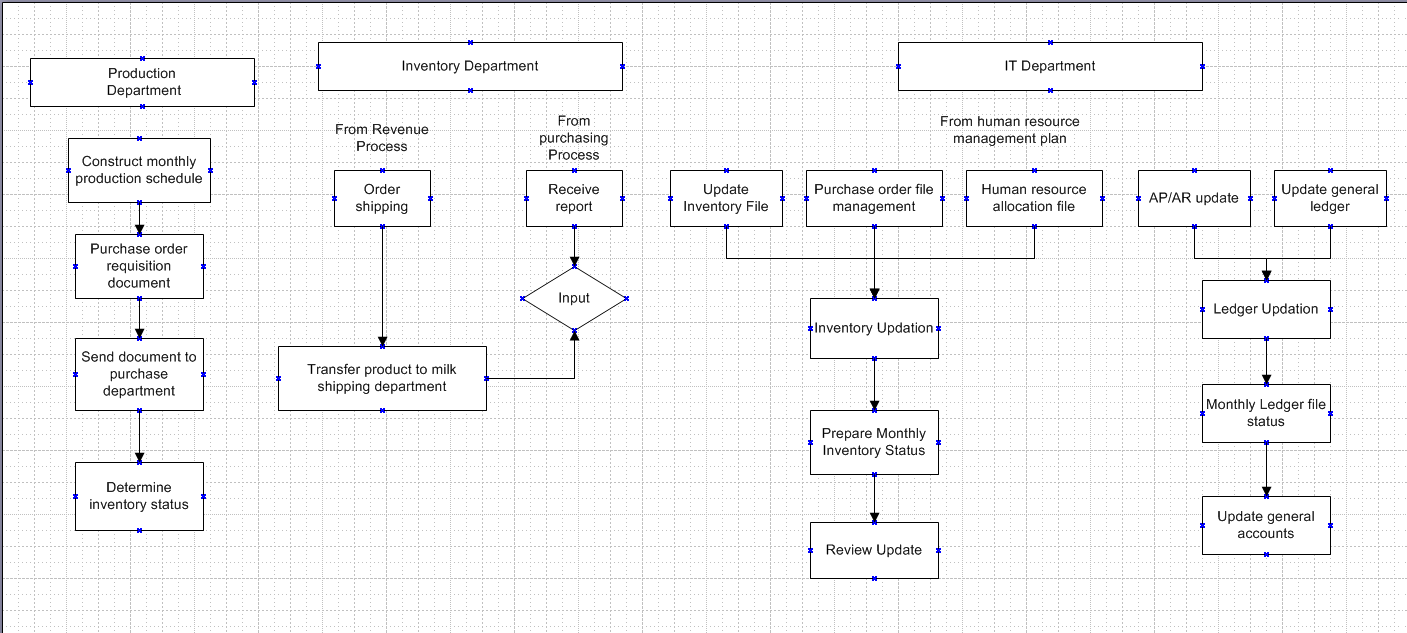 Production
Department
Inventory Department
IT Department
Construct monthly
production schedule
Purchase order
requisition
document
Send document to
purchase
department
Determine
inventory status
From Revenue
Process
From
purchasing
Process
Order
shipping
Receive
report
Input
Transfer product to milk
shipping department
From human resource
management plan
Update
Inventory File
Purchase order file
management
Human resource
allocation file
AP/AR update
Update general
ledger
Inventory Updation
Prepare Monthly
Inventory Status
Review Update
Ledger Updation
Monthly Ledger file
status
Update general
accounts